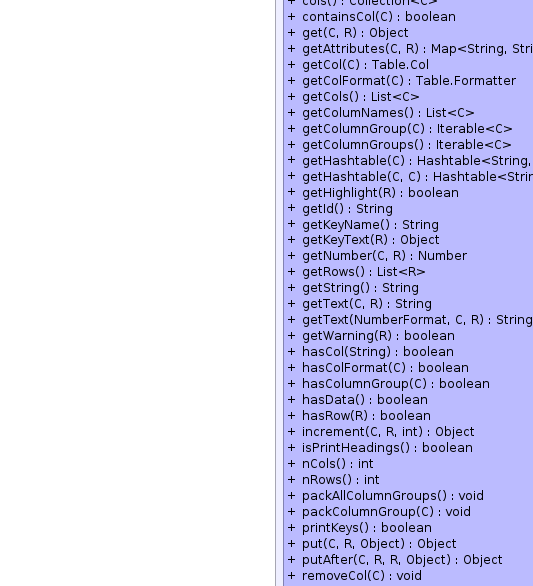 + cols() : Collection<C>
+ containsCol(C) : boolean
+ get(C, R) : Object
+ getAttributes(C, R) : Map<String, Stri
+ getCol(C) : Table.Col
+ getColFormat(C) : Table.Formatter
+ getCols() : List<C>
+ getColumNames() : List<C>
+ getColumnGroup(C) : Iterable<C>
+ getColumnGroups() : Iterable<C>
+ getHashtable(C) : Hashtable<String,
+ getHashtable(C, C) : Hashtable<Strin
+ getHighlight(R) : boolean
+ getId() : String
+ getKeyName() : String
+ getKeyText(R) : Object
+ getNumber(C, R) : Number
+ getRows() : List<R>
+ getString() : String
+ getText(C, R) : String
+ getText(NumberFormat, C, R) : String
+ getWarning(R) : boolean
+ hasCol(String) : boolean
+ hasColFormat(C) : boolean
+ hasColumnGroup(C) : boolean
+ hasData() : boolean
+ hasRow(R) : boolean
+ increment(C, R, int) : Object
+ isPrintHeadings() : boolean
+ nCols() : int
+ nRows() : int
+ packAllColumnGroups() : void
+ packColumnGroup(C) : void
+ printKeys() : boolean
+ put(C, R, Object) : Object
+ putAfter(C, R, R, Object) : Object
+ removeCol(C) : void